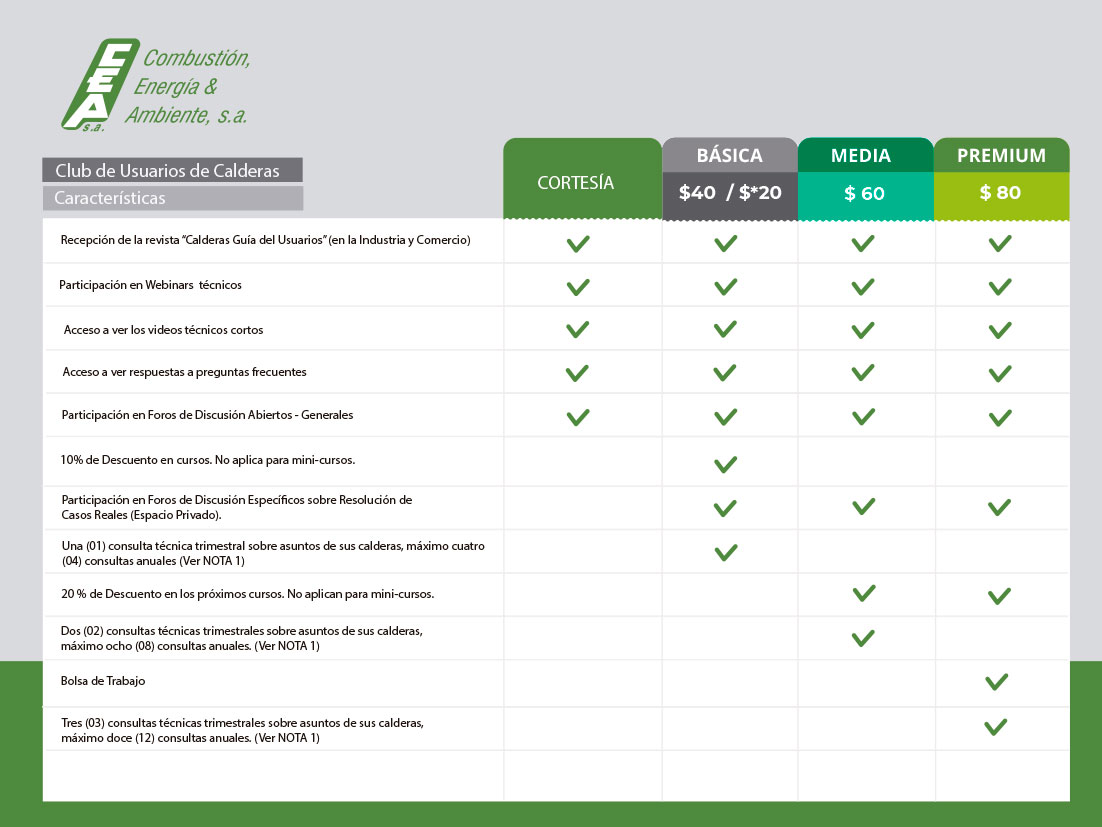 CEA
s.a.
Combustión,
Energía &
Ambiente, s.a.
Club de Usuarios de Calderas
Características
CORTESÍA
BÁSICA
MEDIA
PREMIUM
$40 / $*20
$ 60
$ 80
Recepción de la revista “Calderas Guía del Usuarios” (en la Industria y Comercio)
Participación en Webinars técnicos
Acceso a ver los videos técnicos cortos
Acceso a ver respuestas a preguntas frecuentes
Participación en Foros de Discusión Abiertos - Generales
10% de Descuento en cursos. No aplica para mini-cursos.
Participación en Foros de Discusión Específicos sobre Resolución de
Casos Reales (Espacio Privado).
Una (01) consulta técnica trimestral sobre asuntos de sus calderas, máximo cuatro
(04) consultas anuales (Ver NOTA 1)
20 % de Descuento en los próximos cursos. No aplican para mini-cursos.
Dos (02) consultas técnicas trimestrales sobre asuntos de sus calderas,
máximo ocho (08) consultas anuales. (Ver NOTA 1)
Bolsa de Trabajo
Tres (03) consultas técnicas trimestrales sobre asuntos de sus calderas,
máximo doce (12) consultas anuales. (Ver NOTA 1)